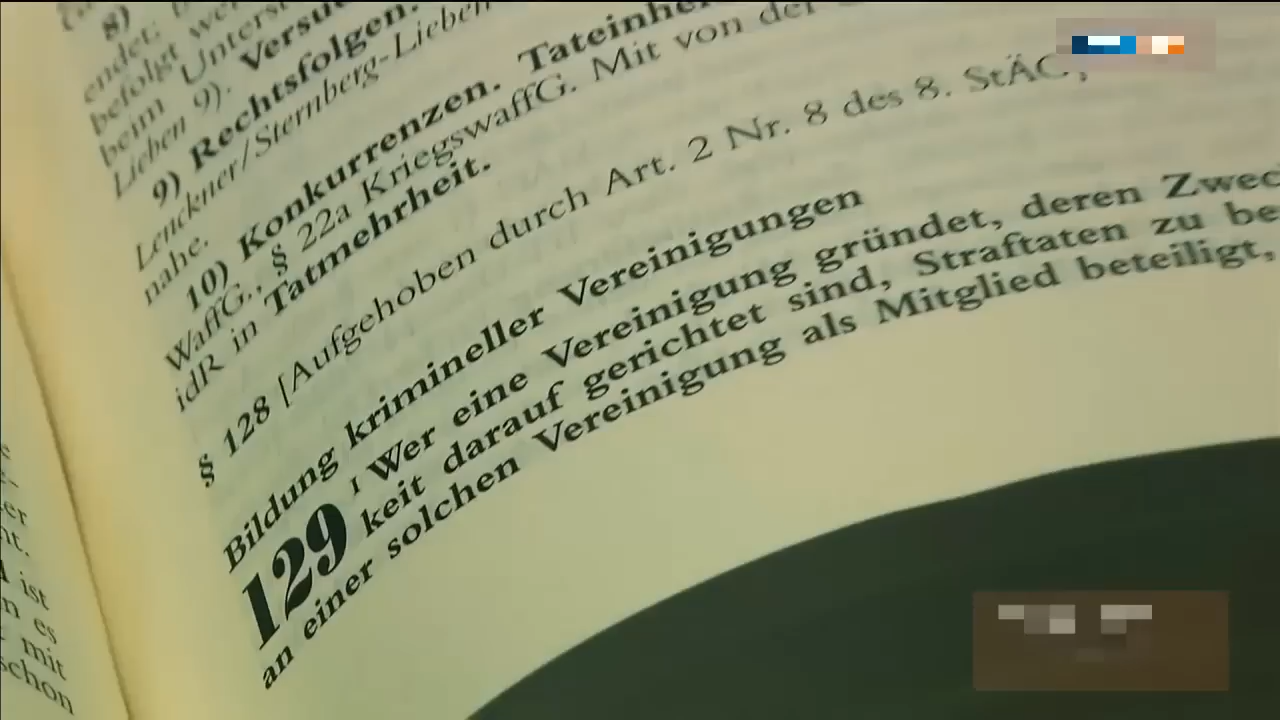 8)
endet;
befolgt
beim Unterst
Lieben 9). Versu
9) Rechtsfolgen.
Lenckner/Sternberg-Lieben
nahe.
10) Konkurrenzen. Tateinhe
WaffG., § 22a KriegswaffG. Mit von der
idR in Tatmehrheit.
§ 128 [Aufgehoben durch Art. 2 Nr. 8 des 8. StÄG,
Bildung krimineller Vereinigungen
129 I Wer eine Vereinigung gründet, deren Zwec
keit darauf gerichtet sind, Straftaten zu be
an einer solchen Vereinigung als Mitglied beteiligt,
er
ist
n es
mit
schon